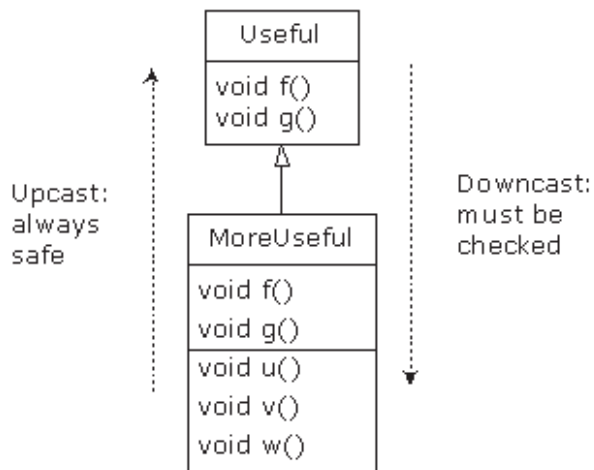 Useful
void f()
void g()
Upcast:
always
safe
Downcast:
must be
checked
MoreUseful
void f()
void g()
void u()
void v()
void w()